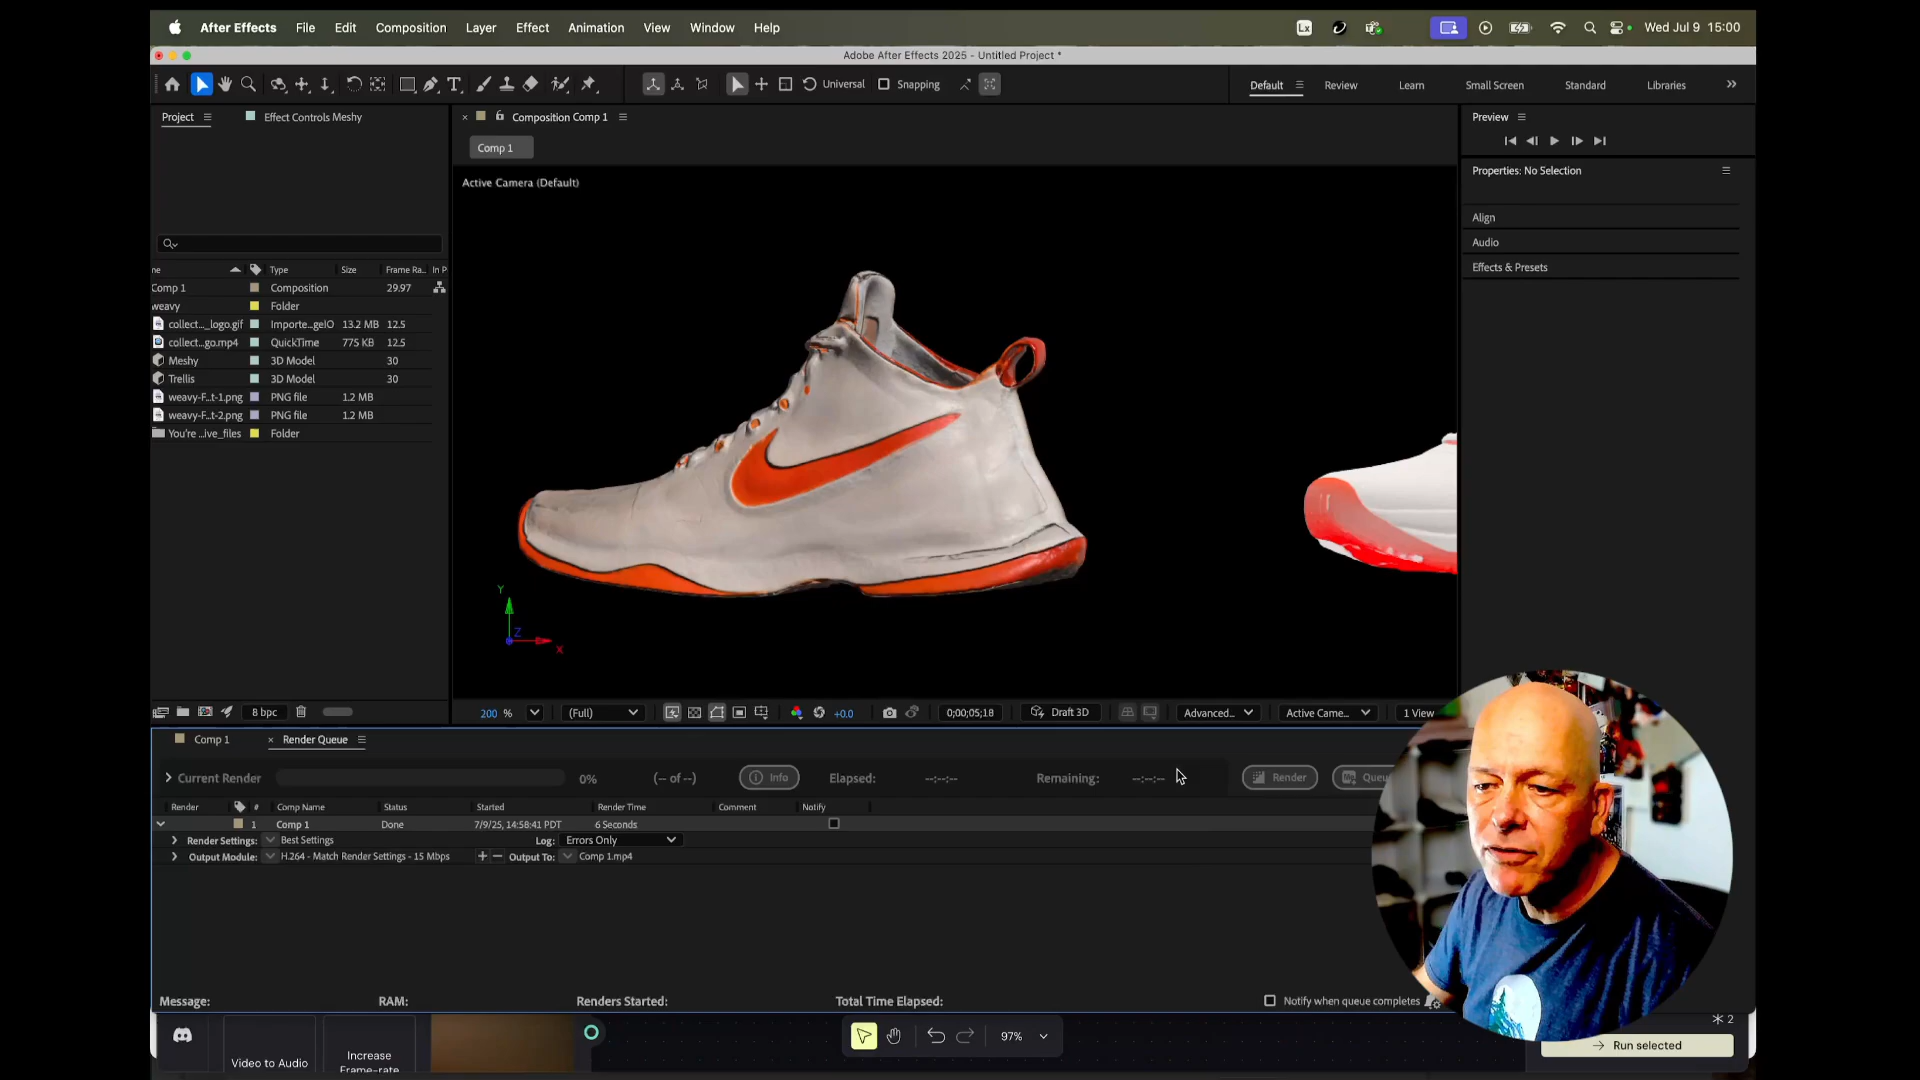 After Effects File Edit Composition Layer Effect Animation View Window Help
Lx
Wed Jul 9 15:00
Adobe After Effects 2025 - Untitled Project *
Universal
Snapping
Default
Review
Learn
Small Screen
Standard
Libraries
Project
Effect Controls Meshy
Composition Comp 1
Comp 1
Active Camera (Default)
Preview
Properties: No Selection
Align
Audio
Effects & Presets
ne Type Size Frame Ra.. In P
Comp 1 Composition 29.97
weavy Folder
collect..._logo.gif Importe...geIO 13.2 MB 12.5
collect...go.mp4 QuickTime 775 KB 12.5
Meshy 3D Model 30
Trellis 3D Model 30
weavy-F...t-1.png PNG file 1.2 MB
weavy-F...t-2.png PNG file 1.2 MB
You're ...ive_files Folder
Y
Z
X
8 bpc
200 %
(Full)
+0.0
0;00;05;18
Draft 3D
Advanced...
Active Came...
1 View
Comp 1
Render Queue
Current Render
0%
(-- of --)
Info
Elapsed: --:--:--
Remaining: --:--:--
Render
Queu
Render # Comp Name Status Started Render Time Comment Notify
1 Comp 1 Done 7/9/25, 14:58:41 PDT 6 Seconds
Render Settings: Best Settings Log: Errors Only
Output Module: H.264 - Match Render Settings - 15 Mbps + − Output To: Comp 1.mp4
Message: RAM: Renders Started: Total Time Elapsed: Notify when queue completes
2
Video to Audio
Increase
Frame-rate
97%
Run selected